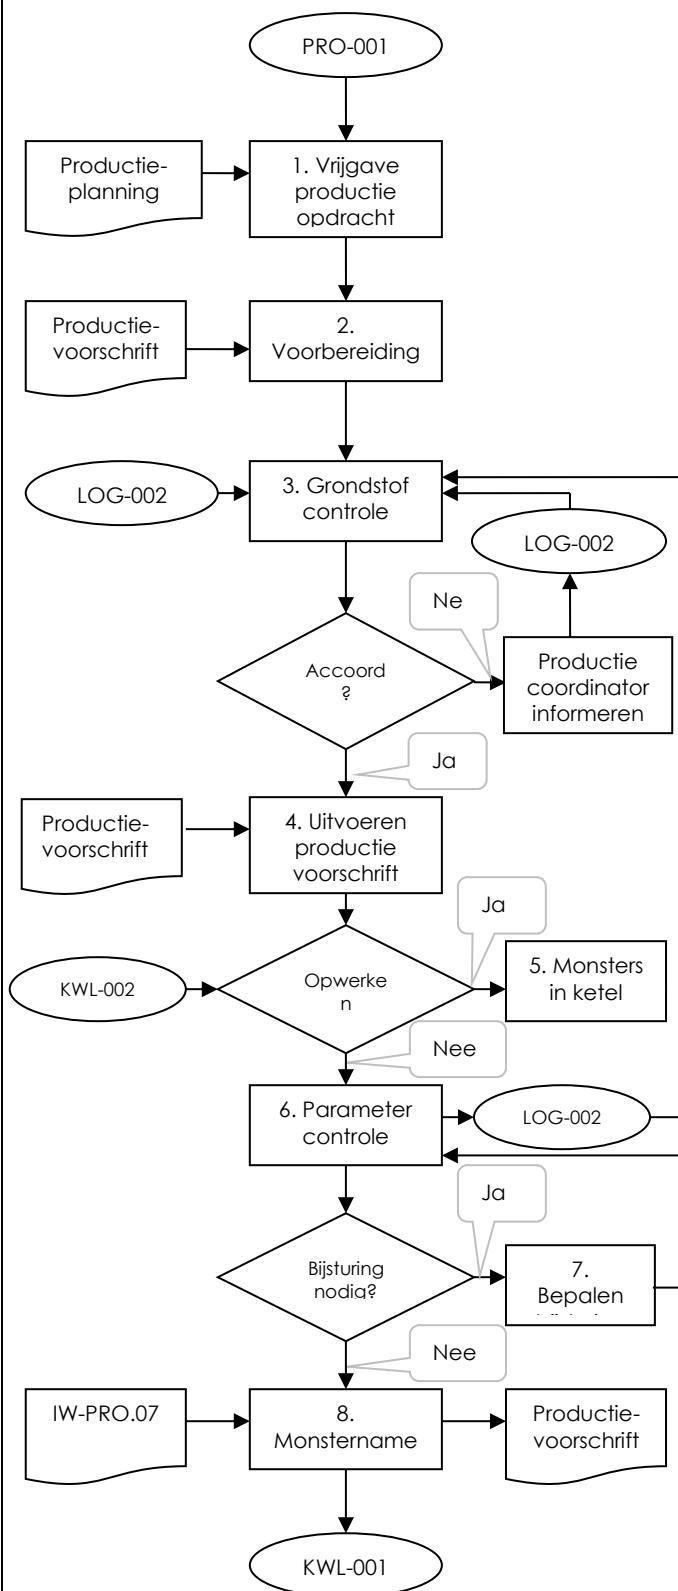 PRO-001
Productie-
planning
1. Vrijgave
productie
opdracht
Productie-
voorschrift
2.
Voorbereiding
LOG-002
3. Grondstof
controle
LOG-002
Ne
Accoord
?
Productie
coordinator
informeren
Ja
Productie-
voorschrift
4. Uitvoeren
productie
voorschrift
Ja
KWL-002
Opwerke
n
5. Monsters
in ketel
Nee
6. Parameter
controle
LOG-002
Ja
Bijsturing
nodig?
7.
Bepalen
Nee
IW-PRO.07
8.
Monstername
Productie-
voorschrift
KWL-001